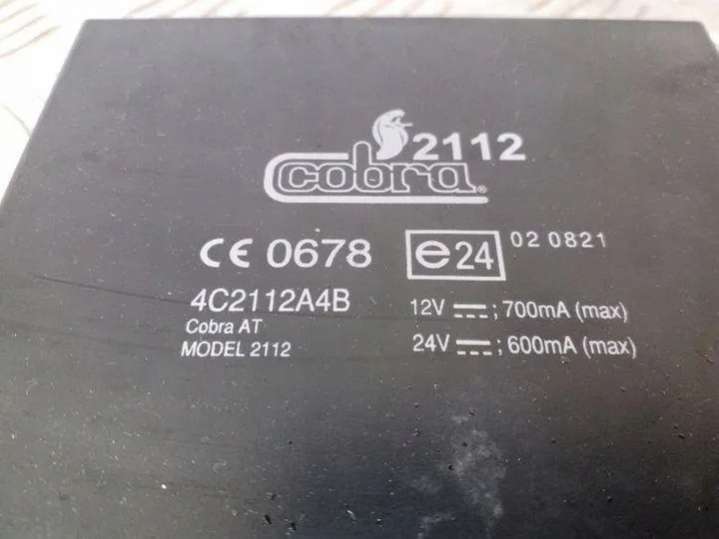 2112
cobra®
CE 0678 e24 02 0821
4C2112A4B
Cobra AT
MODEL 2112
12V ⎓; 700mA (max)
24V ⎓; 600mA (max)